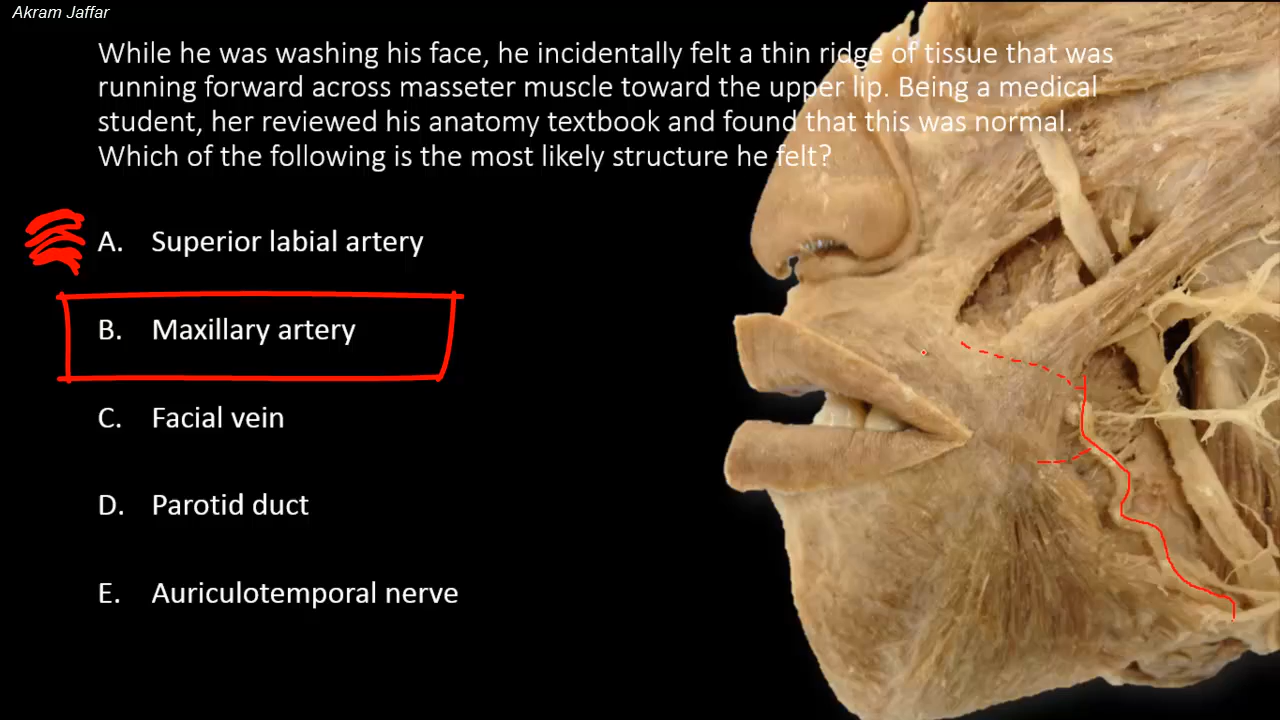 Akram Jaffar
While he was washing his face, he incidentally felt a thin ridge of tissue that was
running forward across masseter muscle toward the upper lip. Being a medical
student, her reviewed his anatomy textbook and found that this was normal.
Which of the following is the most likely structure he felt?
A. Superior labial artery
B. Maxillary artery
C. Facial vein
D. Parotid duct
E. Auriculotemporal nerve